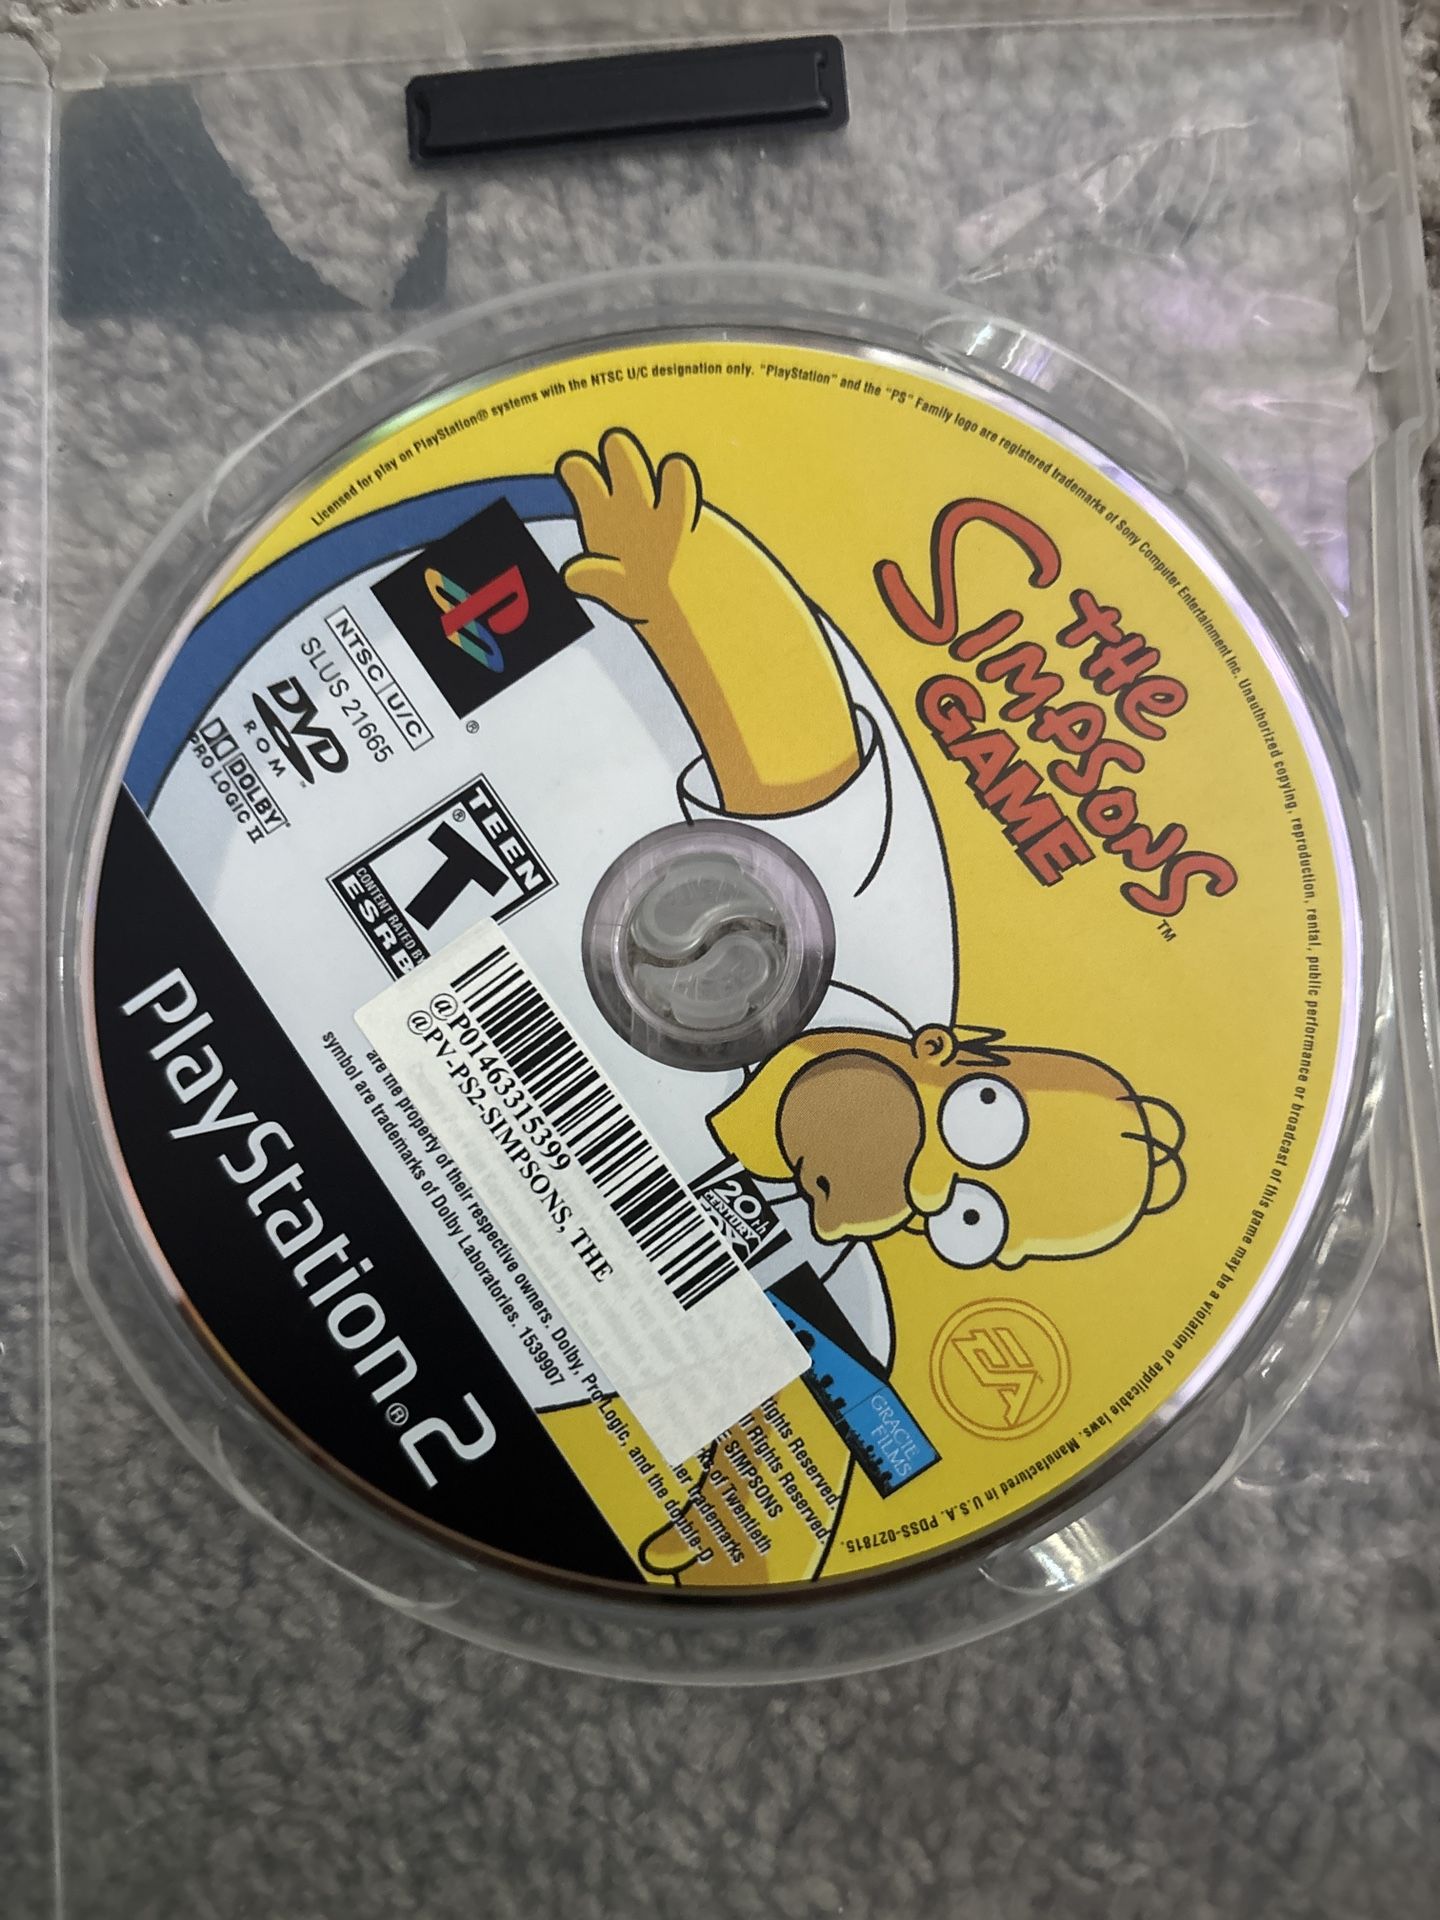 Licensed for play on PlayStation® systems with the NTSC U/C designation only. "PlayStation" and the "PS" Family logo are registered trademarks of Sony Computer Entertainment Inc. Unauthorized copying, reproduction, rental, public performance or broadcast of this game may be a violation of applicable laws. Manufactured in U.S.A. PDSS-027815.
THE
SIMPSONS
GAME
TM
®
NTSC U/C
SLUS 21665
DVD
ROM™
DOLBY®
PRO LOGIC II
TEEN
T®
CONTENT RATED BY
ESRB
@P01463315399
@PV-PS2-SIMPSONS, THE
20th
CENTURY
FOX
GRACIE
FILMS
EA
ights Reserved.
Rights Reserved.
SIMPSONS
of Twentieth
trademarks
are the property of their respective owners. Dolby, Pro Logic, and the double-D
symbol are trademarks of Dolby Laboratories. 1539907
PlayStation®2